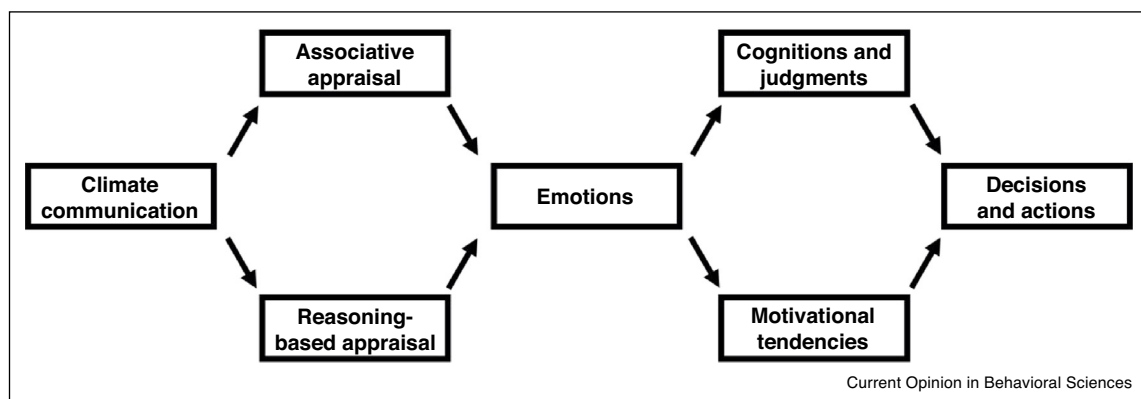 Associative
appraisal
Cognitions and
judgments
Climate
communication
Emotions
Decisions
and actions
Reasoning-
based appraisal
Motivational
tendencies
Current Opinion in Behavioral Sciences